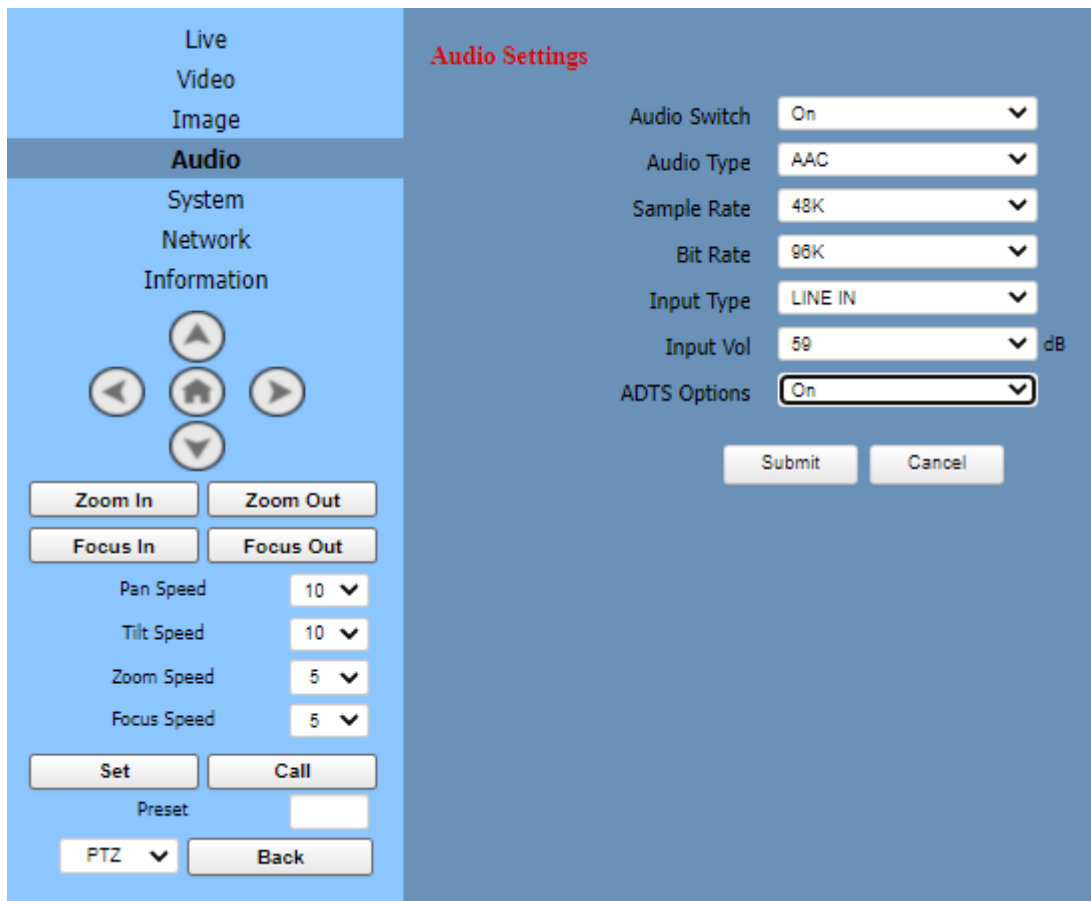 Live
Video
Image
Audio
System
Network
Information
Zoom In Zoom Out
Focus In Focus Out
Pan Speed 10
Tilt Speed 10
Zoom Speed 5
Focus Speed 5
Set Call
Preset
PTZ Back
Audio Settings
Audio Switch On
Audio Type AAC
Sample Rate 48K
Bit Rate 96K
Input Type LINE IN
Input Vol 59 dB
ADTS Options On
Submit Cancel